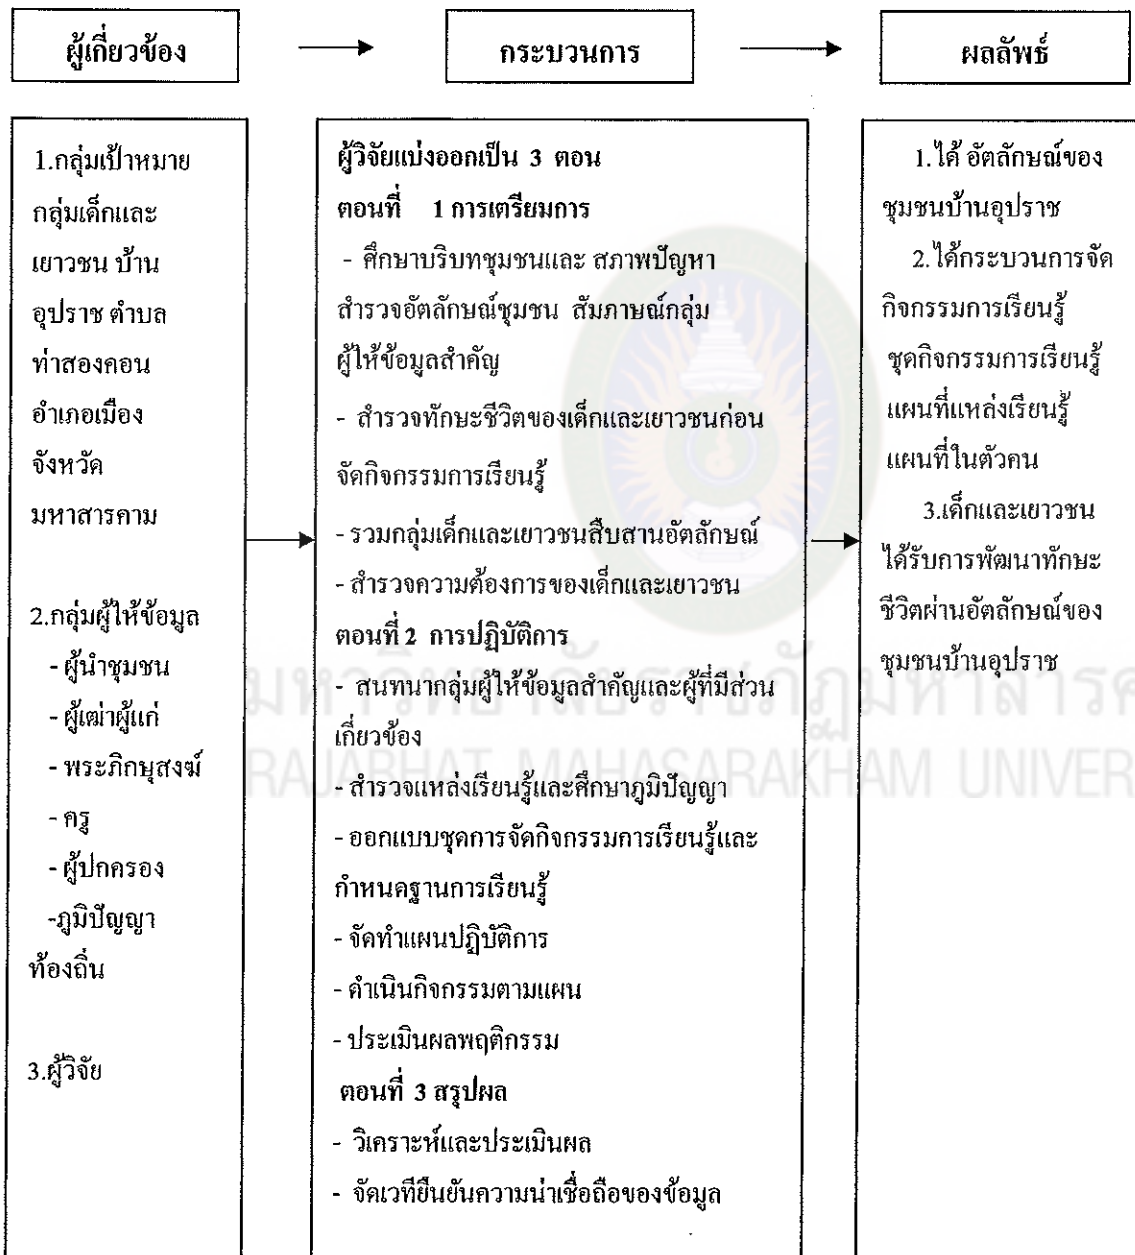 ผู้เกี่ยวข้อง
กระบวนการ
ผลลัพธ์
1.กลุ่มเป้าหมาย
กลุ่มเด็กและ
เยาวชน บ้าน
อุปราช ตำบล
ท่าสองคอน
อำเภอเมือง
จังหวัด
มหาสารคาม
2.กลุ่มผู้ให้ข้อมูล
- ผู้นำชุมชน
- ผู้เฒ่าผู้แก่
- พระภิกษุสงฆ์
- ครู
- ผู้ปกครอง
-ภูมิปัญญา
ท้องถิ่น
3.ผู้วิจัย
ผู้วิจัยแบ่งออกเป็น 3 ตอน
ตอนที่ 1 การเตรียมการ
- ศึกษาบริบทชุมชนและ สภาพปัญหา
สำรวจอัตลักษณ์ชุมชน สัมภาษณ์กลุ่ม
ผู้ให้ข้อมูลสำคัญ
- สำรวจทักษะชีวิตของเด็กและเยาวชนก่อน
จัดกิจกรรมการเรียนรู้
- รวมกลุ่มเด็กและเยาวชนสืบสานอัตลักษณ์
- สำรวจความต้องการของเด็กและเยาวชน
ตอนที่ 2 การปฏิบัติการ
- สนทนากลุ่มผู้ให้ข้อมูลสำคัญและผู้ที่มีส่วน
เกี่ยวข้อง
- สำรวจแหล่งเรียนรู้และศึกษาภูมิปัญญา
- ออกแบบชุดการจัดกิจกรรมการเรียนรู้และ
กำหนดฐานการเรียนรู้
- จัดทำแผนปฏิบัติการ
- ดำเนินกิจกรรมตามแผน
- ประเมินผลพฤติกรรม
ตอนที่ 3 สรุปผล
- วิเคราะห์และประเมินผล
- จัดเวทียืนยันความน่าเชื่อถือของข้อมูล
1. ได้ อัตลักษณ์ของ
ชุมชนบ้านอุปราช
2. ได้กระบวนการจัด
กิจกรรมการเรียนรู้
ชุดกิจกรรมการเรียนรู้
แผนที่แหล่งเรียนรู้
แผนที่ในตัวคน
3.เด็กและเยาวชน
ได้รับการพัฒนาทักษะ
ชีวิตผ่านอัตลักษณ์ของ
ชุมชนบ้านอุปราช
มหาวิทยาลัยราชภัฏมหาสารค
RAJABHAT MAHASARAKHAM UNIVER